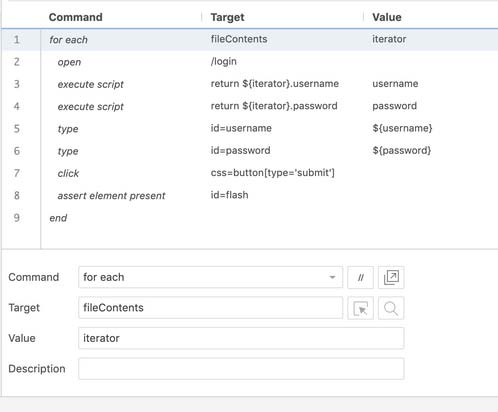 Command Target Value
1 for each fileContents iterator
2 open /login
3 execute script return ${iterator}.username username
4 execute script return ${iterator}.password password
5 type id=username ${username}
6 type id=password ${password}
7 click css=button[type='submit']
8 assert element present id=flash
9 end
Command for each //
Target fileContents
Value iterator
Description